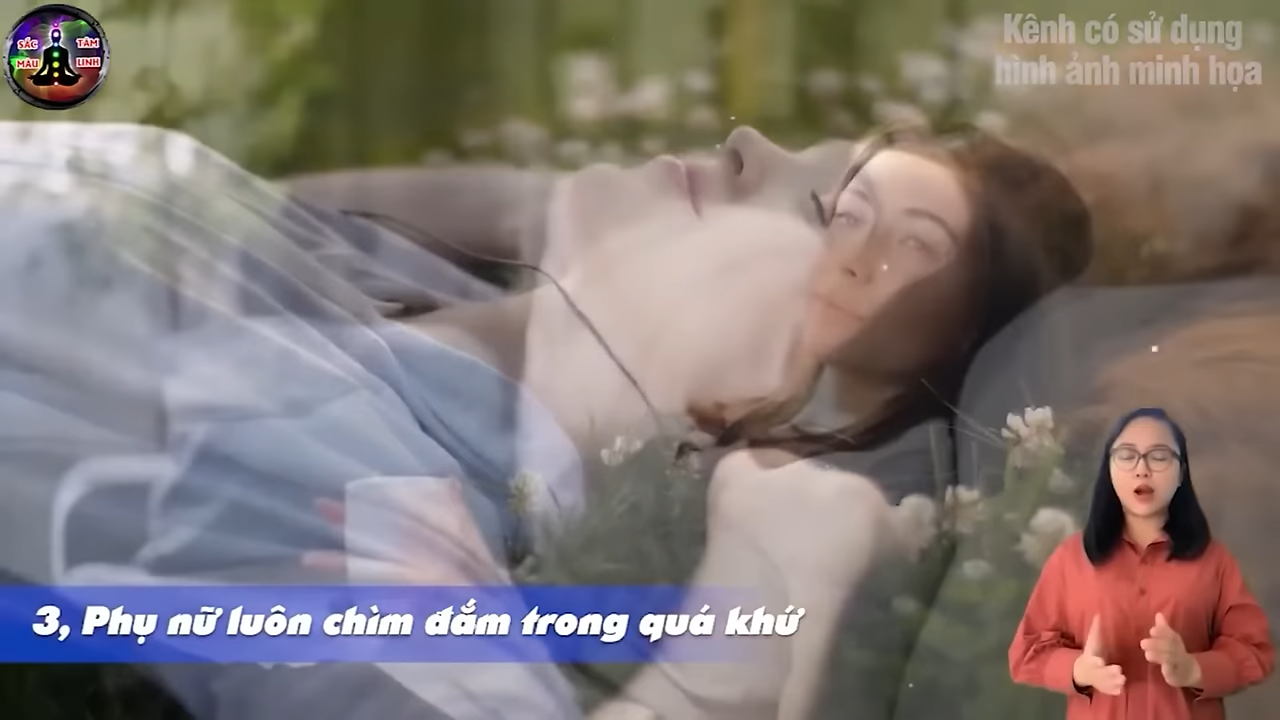 SẮC TÂM
MÀU LINH
Kênh có sử dụng
hình ảnh minh họa
3, Phụ nữ luôn chìm đắm trong quá khứ